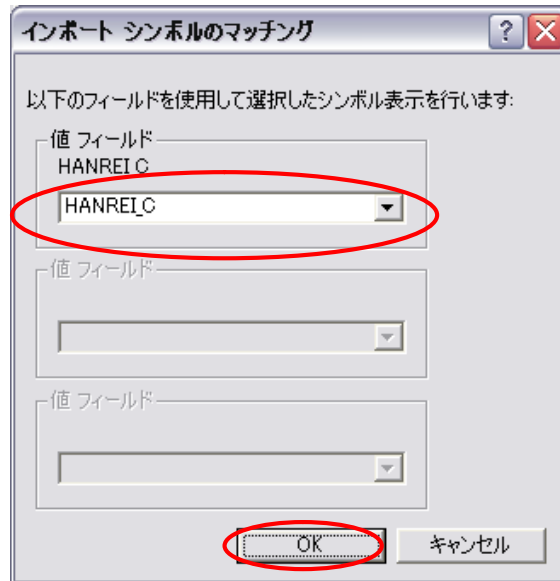 インポート シンボルのマッチング
以下のフィールドを使用して選択したシンボル表示を行います:
値 フィールド
HANREI C
HANREI_C
値 フィールド
値 フィールド
OK
キャンセル